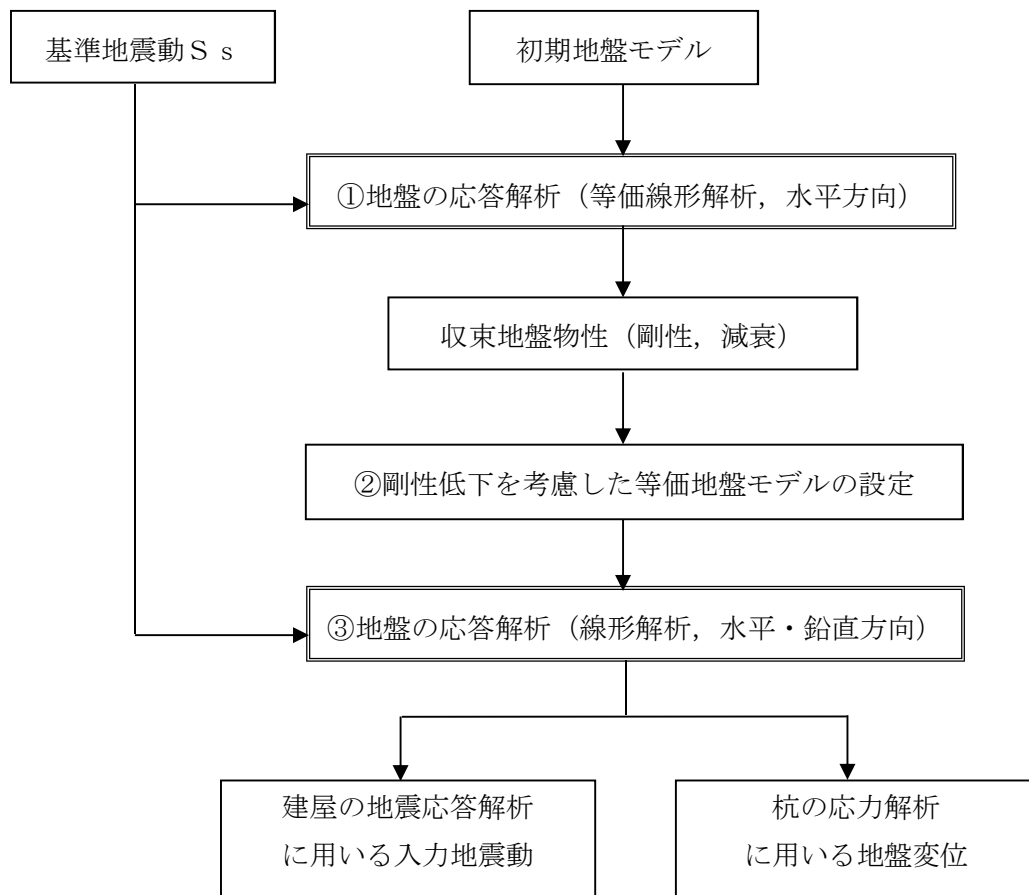 基準地震動Ｓｓ
初期地盤モデル
①地盤の応答解析（等価線形解析，水平方向）
収束地盤物性（剛性，減衰）
②剛性低下を考慮した等価地盤モデルの設定
③地盤の応答解析（線形解析，水平・鉛直方向）
建屋の地震応答解析
に用いる入力地震動
杭の応力解析
に用いる地盤変位